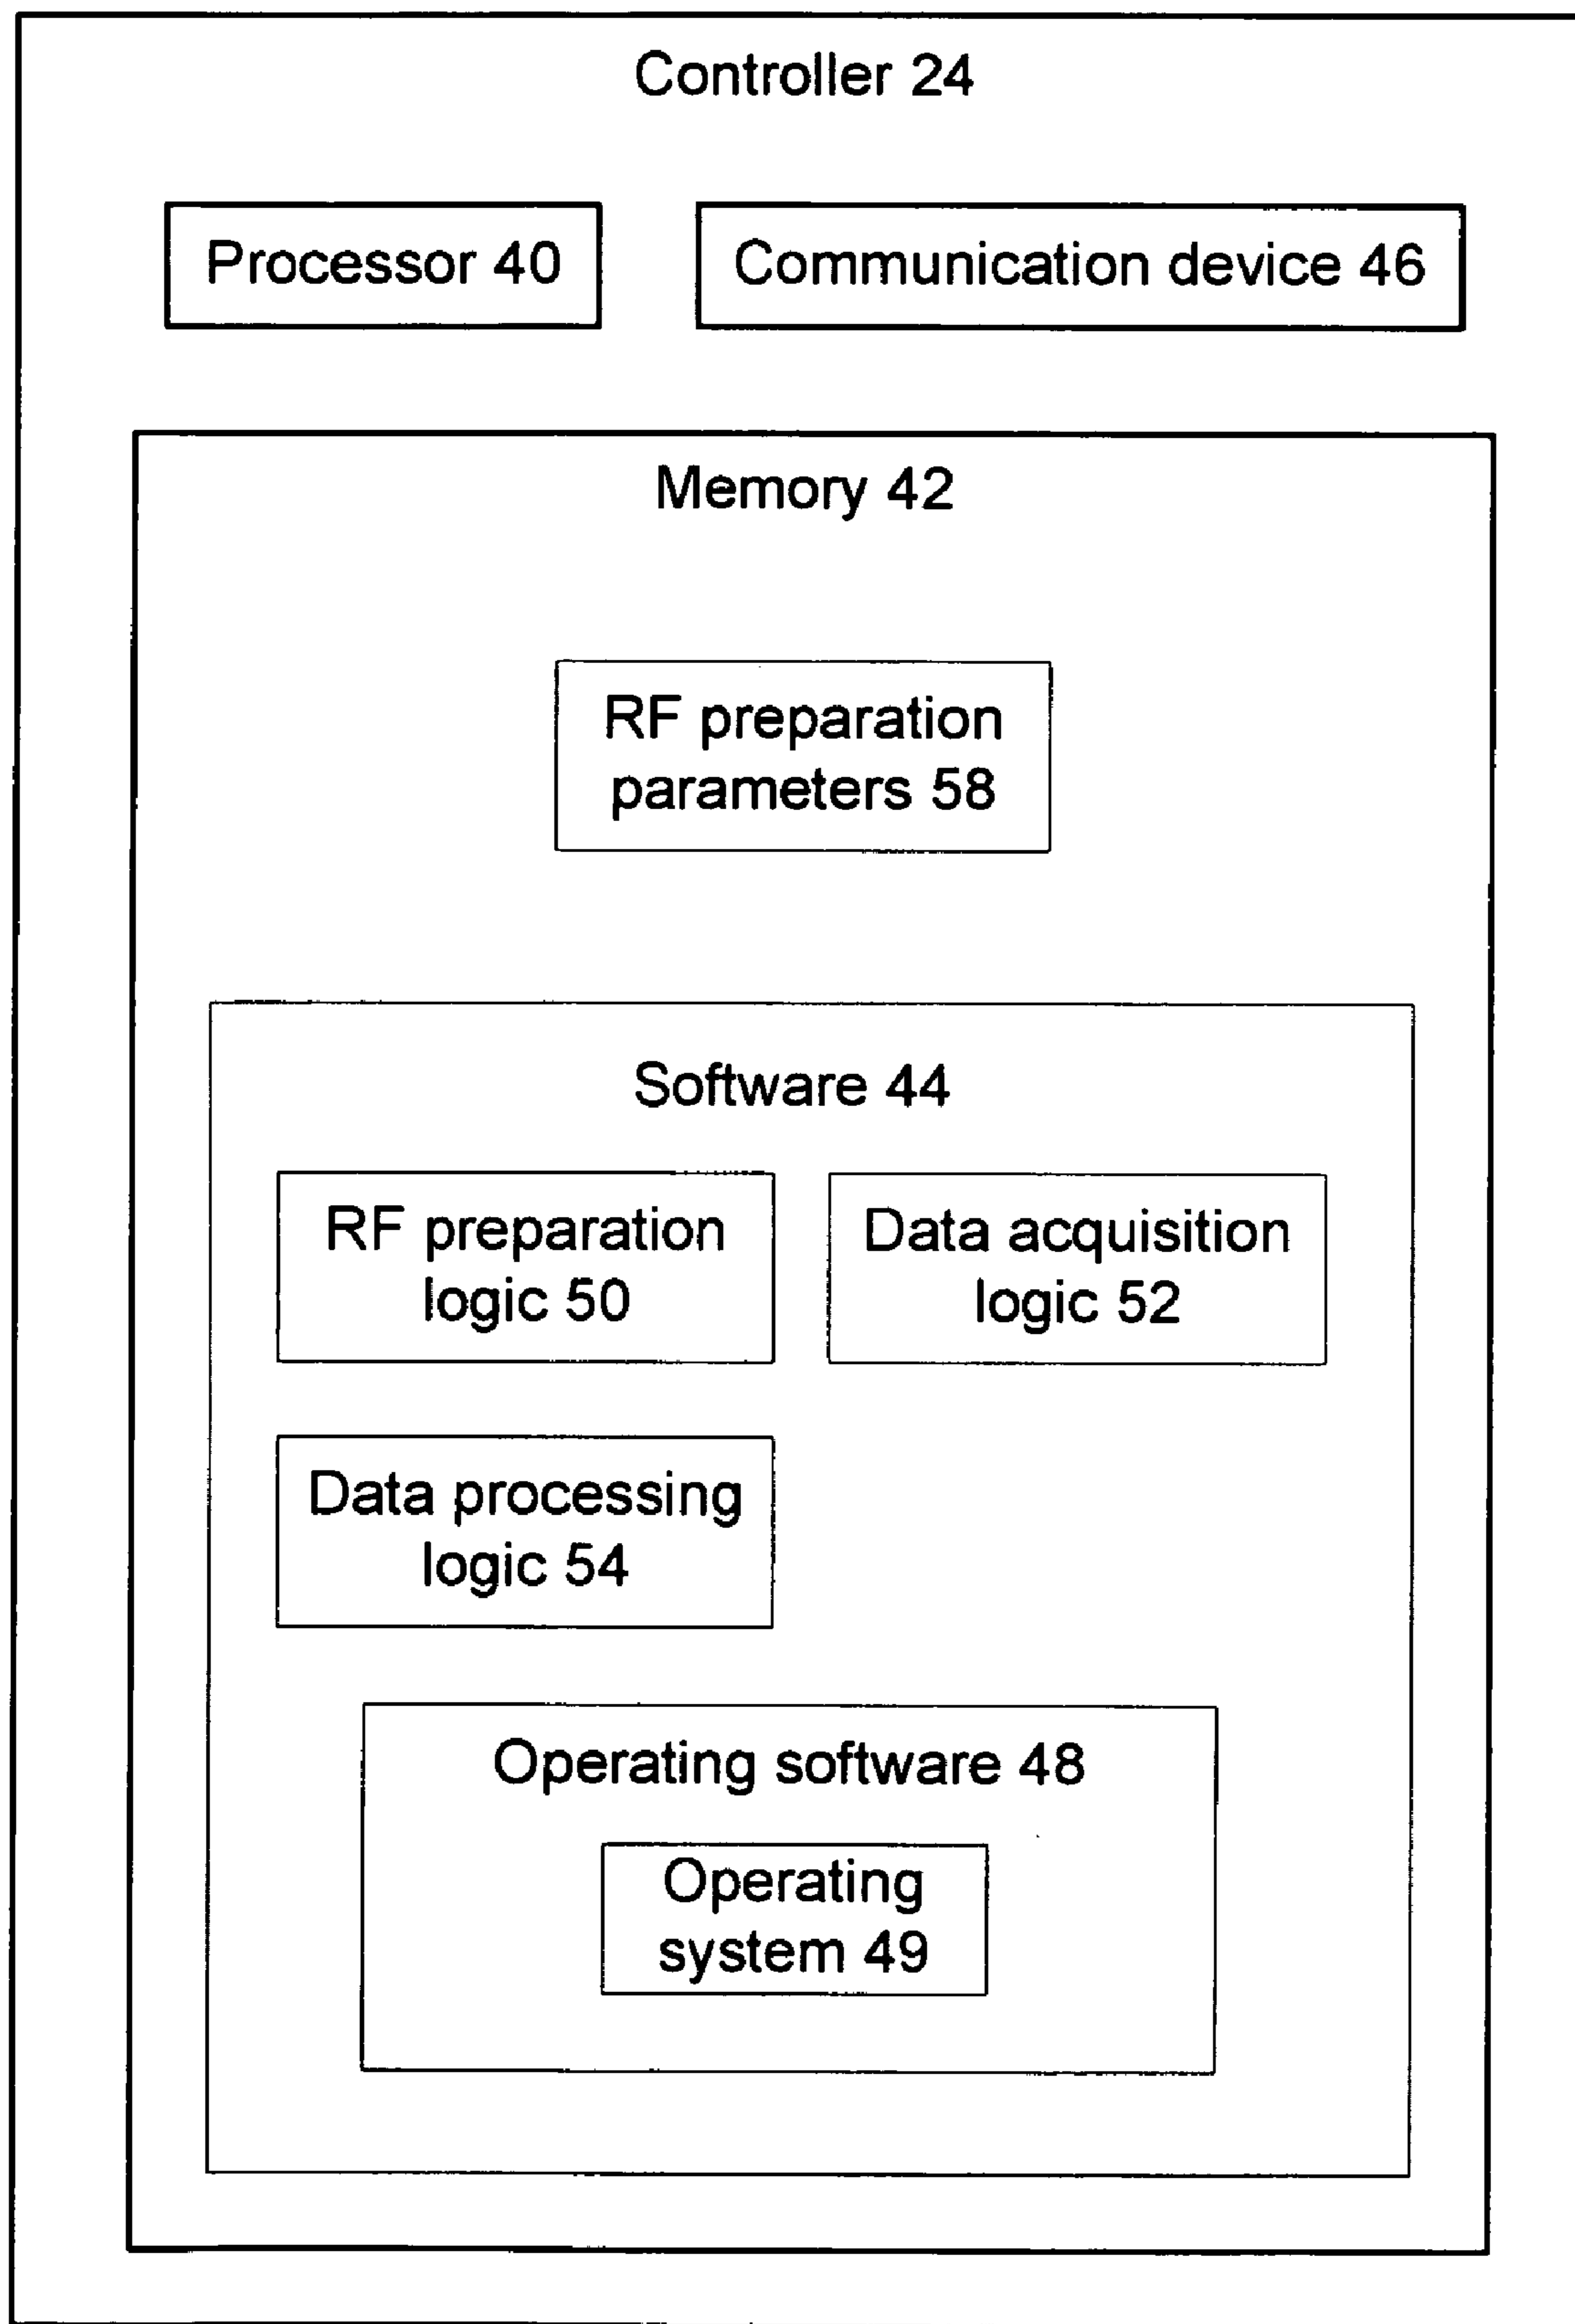 Controller 24
Processor 40
Communication device 46
Memory 42
RF preparation
parameters 58
Software 44
RF preparation
logic 50
Data acquisition
logic 52
Data processing
logic 54
Operating software 48
Operating
system 49